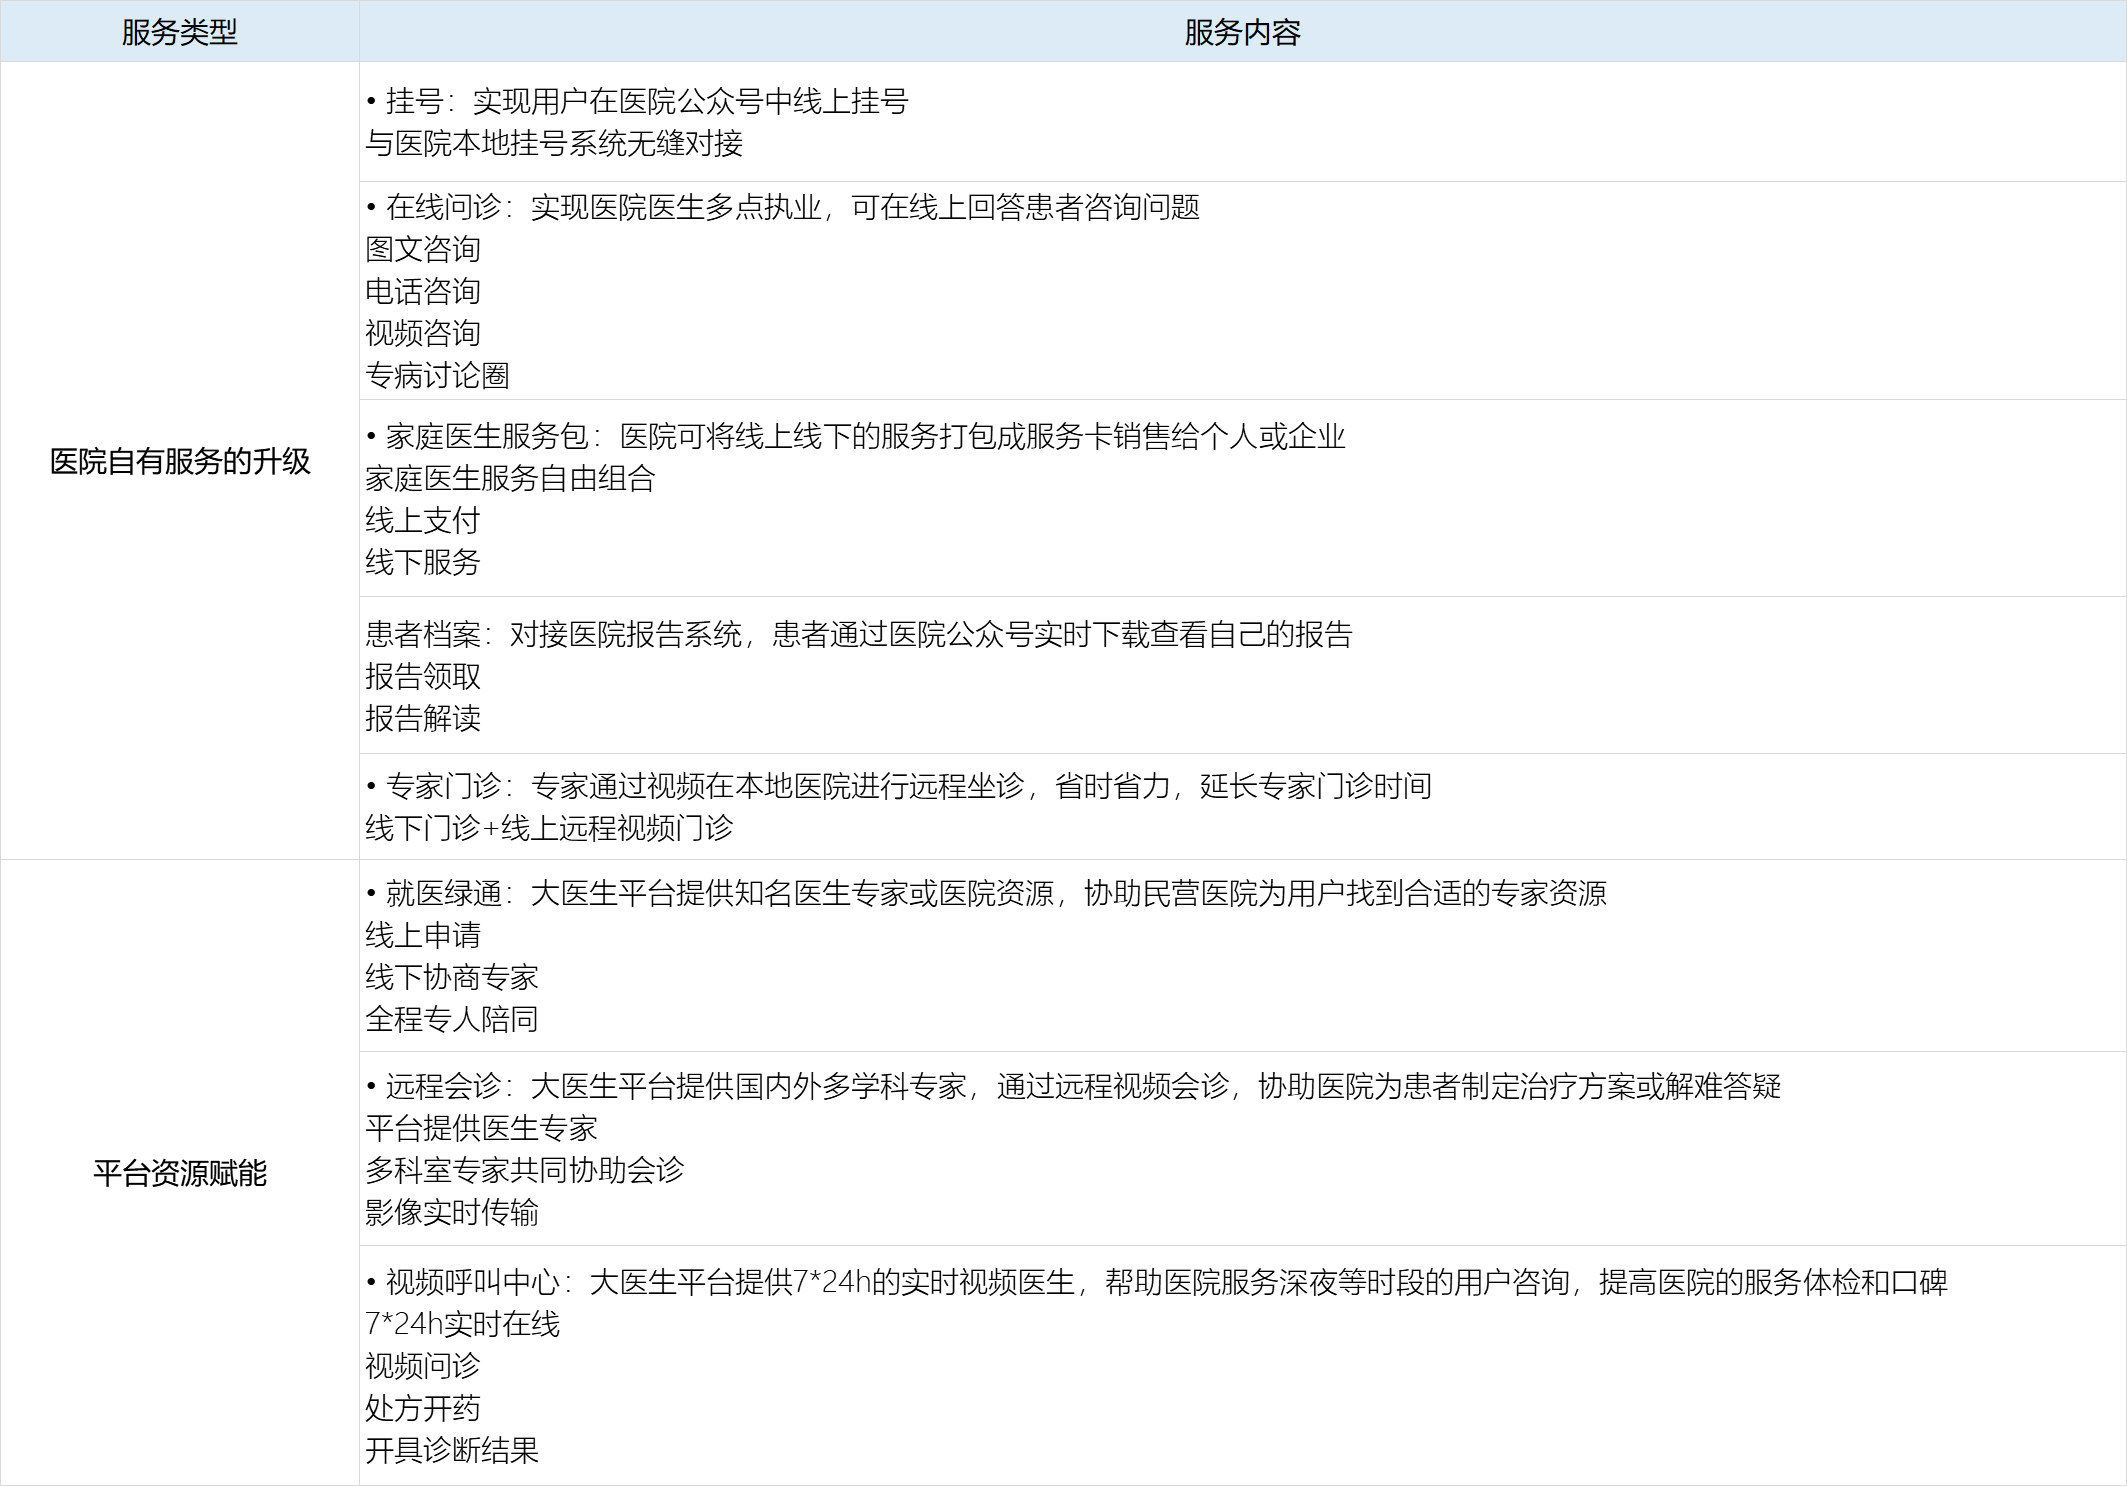 服务类型
服务内容
医院自有服务的升级
• 挂号：实现用户在医院公众号中线上挂号
与医院本地挂号系统无缝对接
• 在线问诊：实现医院医生多点执业，可在线上回答患者咨询问题
图文咨询
电话咨询
视频咨询
专病讨论圈
• 家庭医生服务包：医院可将线上线下的服务打包成服务卡销售给个人或企业
家庭医生服务自由组合
线上支付
线下服务
患者档案：对接医院报告系统，患者通过医院公众号实时下载查看自己的报告
报告领取
报告解读
• 专家门诊：专家通过视频在本地医院进行远程坐诊，省时省力，延长专家门诊时间
线下门诊+线上远程视频门诊
平台资源赋能
• 就医绿通：大医生平台提供知名医生专家或医院资源，协助民营医院为用户找到合适的专家资源
线上申请
线下协商专家
全程专人陪同
• 远程会诊：大医生平台提供国内外多学科专家，通过远程视频会诊，协助医院为患者制定治疗方案或解难答疑
平台提供医生专家
多科室专家共同协助会诊
影像实时传输
• 视频呼叫中心：大医生平台提供7*24h的实时视频医生，帮助医院服务深夜等时段的用户咨询，提高医院的服务体检和口碑
7*24h实时在线
视频问诊
处方开药
开具诊断结果